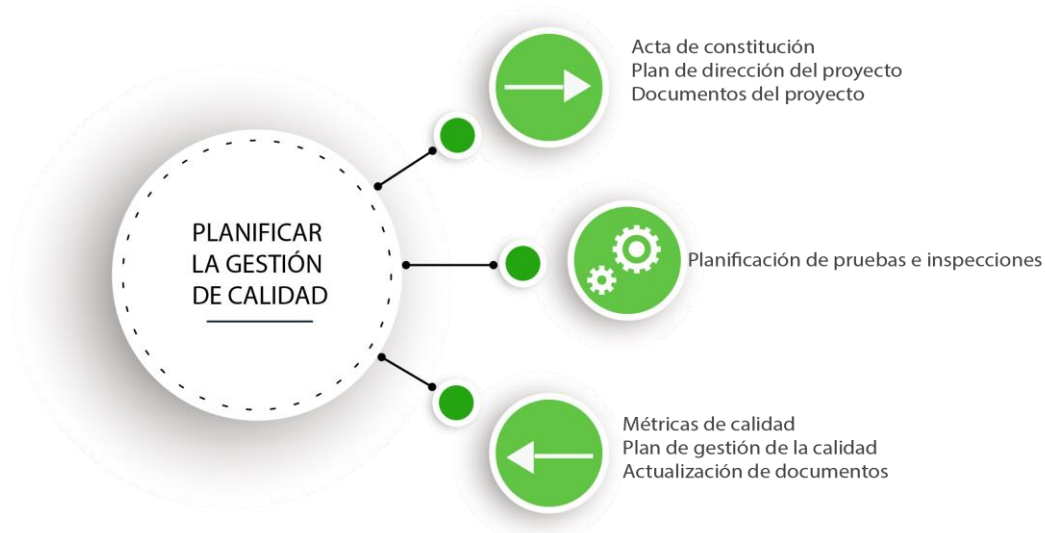 PLANIFICAR
LA GESTIÓN
DE CALIDAD
Acta de constitución
Plan de dirección del proyecto
Documentos del proyecto
Planificación de pruebas e inspecciones
Métricas de calidad
Plan de gestión de la calidad
Actualización de documentos